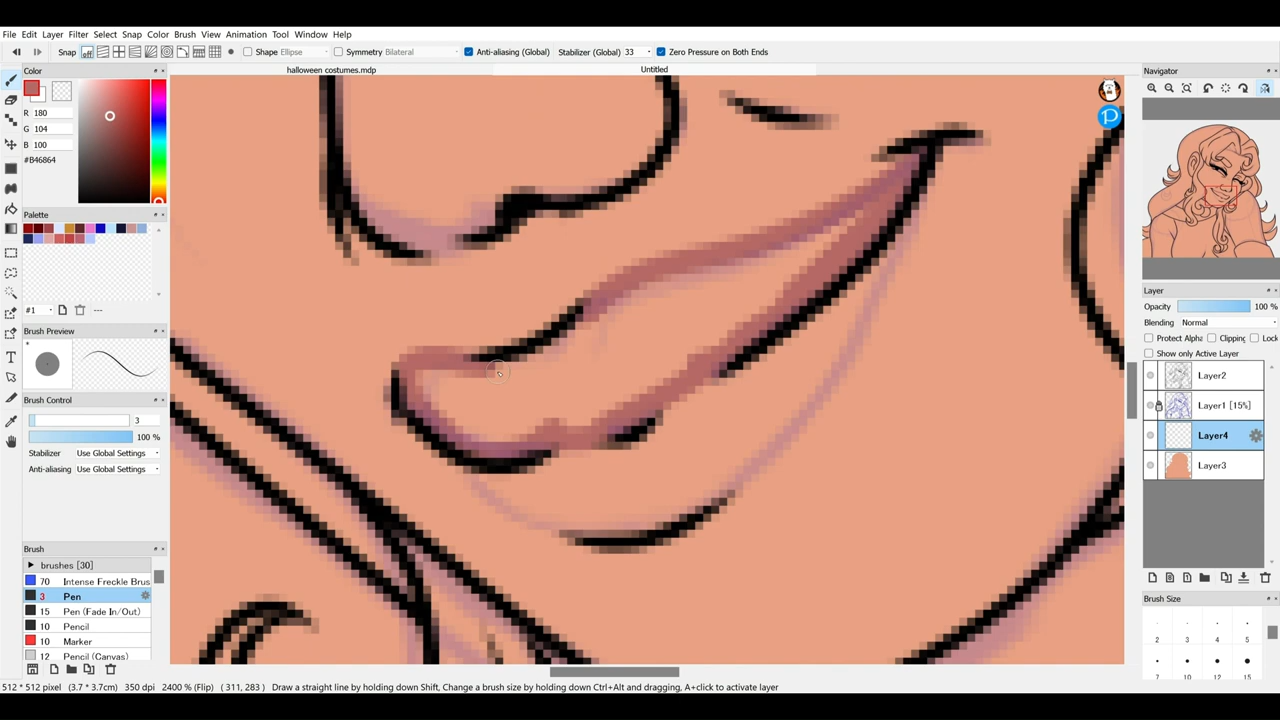 File Edit Layer Filter Select Snap Color Brush View Animation Tool Window Help
Snap off Shape Ellipse Symmetry Bilateral Anti-aliasing (Global) Stabilizer (Global) 33 Zero Pressure on Both Ends
halloween costumes.mdp Untitled
Color
R 180
G 104
B 100
#B46864
Palette
#1
Brush Preview
Brush Control
3
100 %
Stabilizer Use Global Settings
Anti-aliasing Use Global Settings
Brush
brushes [30]
70 Intense Freckle Brus
3 Pen
15 Pen (Fade In/Out)
10 Pencil
10 Marker
12 Pencil (Canvas)
Navigator
Layer
Opacity 100 %
Blending Normal
Protect Alpha Clipping Lock
Show only Active Layer
Layer2
Layer1 [15%]
Layer4
Layer3
Brush Size
2 3 4 5
7 10 12 15
512 * 512 pixel (3.7 * 3.7cm) 350 dpi 2400 % (Flip) ( 311, 283 ) Draw a straight line by holding down Shift, Change a brush size by holding down Ctrl+Alt and dragging, A+click to activate layer